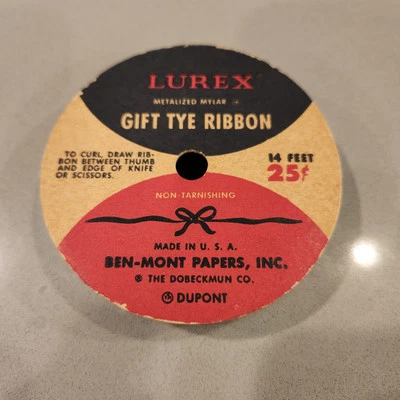 LUREX
METALIZED MYLAR
GIFT TYE RIBBON
TO CURL, DRAW RIB-
BON BETWEEN THUMB
AND EDGE OF KNIFE
OR SCISSORS.
14 FEET
25¢
NON-TARNISHING
MADE IN U. S. A.
BEN-MONT PAPERS, INC.
® THE DOBECKMUN CO.
DUPONT